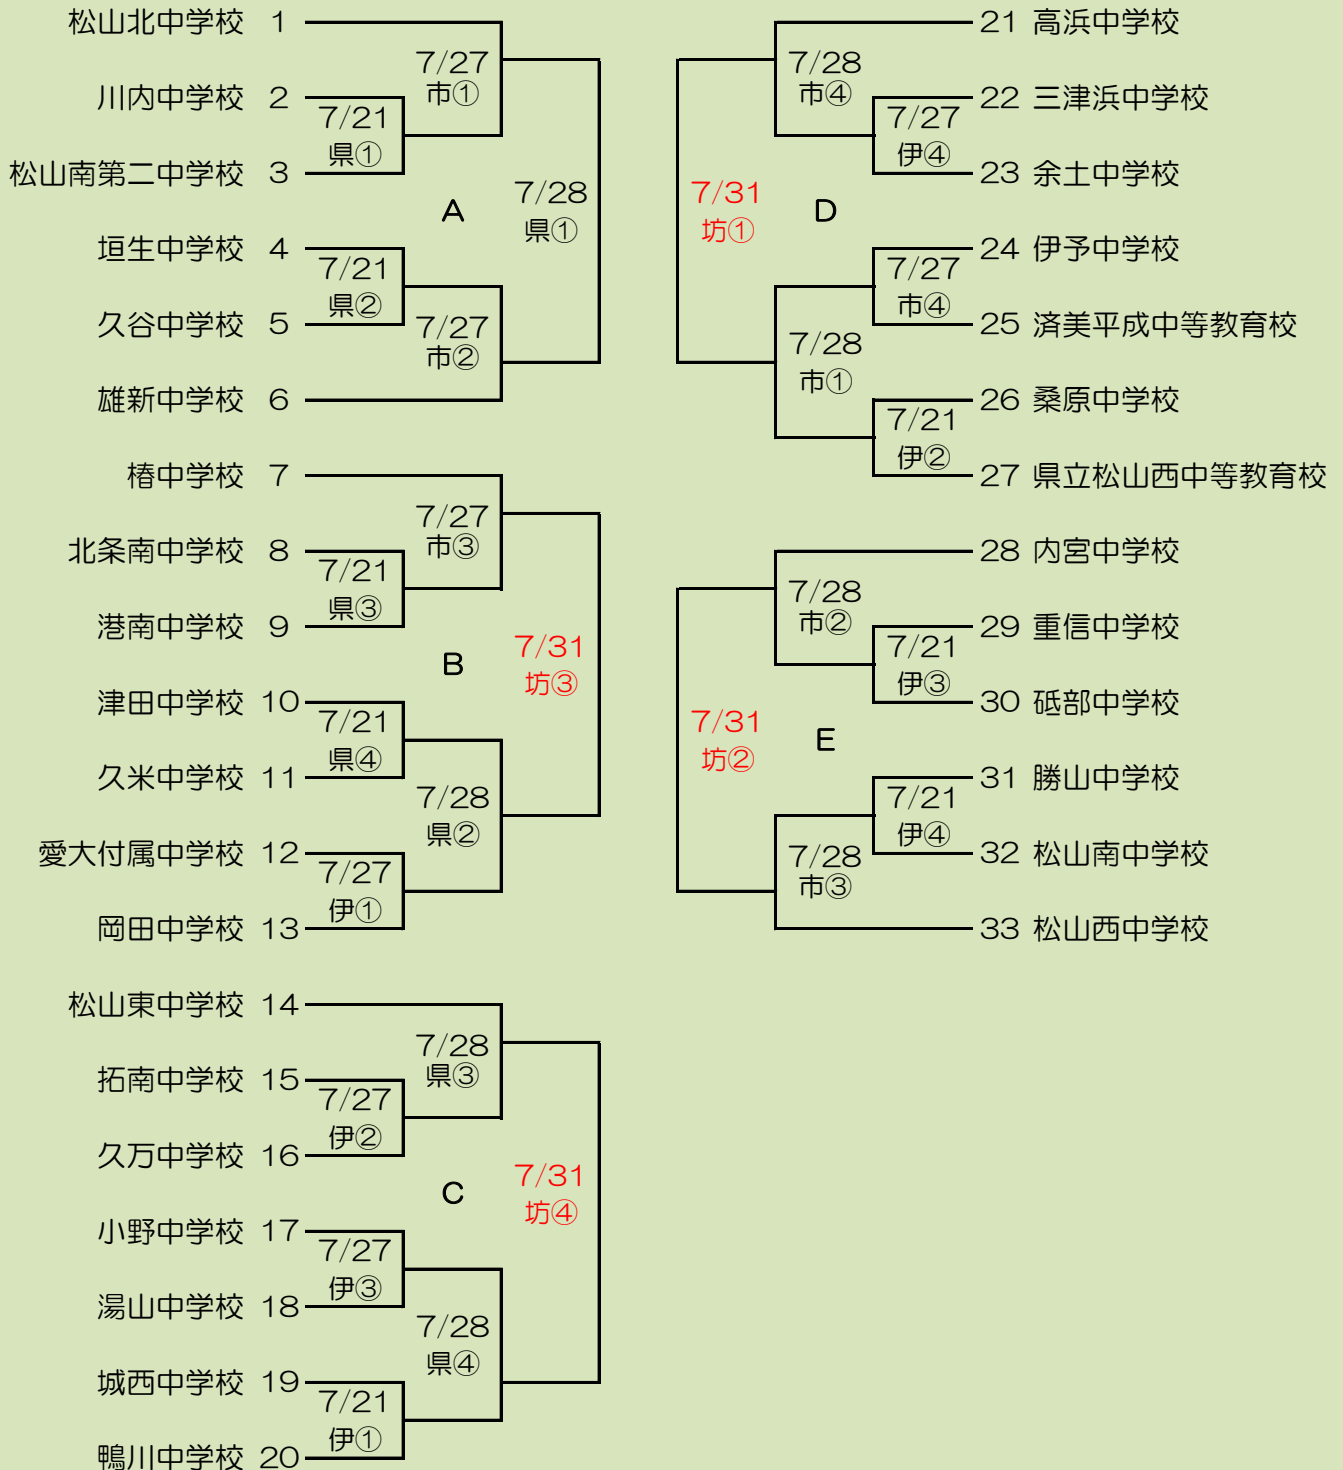 松山北中学校 1
7/27
市①
川内中学校 2
7/21
県①
松山南第二中学校 3
A
7/28
県①
垣生中学校 4
7/21
県②
久谷中学校 5
7/27
市②
雄新中学校 6
椿中学校 7
7/27
市③
北条南中学校 8
7/21
県③
港南中学校 9
B
7/31
坊③
津田中学校 10
7/21
県④
久米中学校 11
7/28
県②
愛大付属中学校 12
7/27
伊①
岡田中学校 13
松山東中学校 14
7/28
県③
拓南中学校 15
7/27
伊②
久万中学校 16
C
7/31
坊④
小野中学校 17
7/27
伊③
湯山中学校 18
7/28
県④
城西中学校 19
7/21
伊①
鴨川中学校 20
21 高浜中学校
7/28
市④
22 三津浜中学校
7/27
伊④
23 余土中学校
7/31
坊①
D
24 伊予中学校
7/27
市④
25 済美平成中等教育校
7/28
市①
26 桑原中学校
7/21
伊②
27 県立松山西中等教育校
28 内宮中学校
7/28
市②
29 重信中学校
7/21
伊③
30 砥部中学校
7/31
坊②
E
31 勝山中学校
7/21
伊④
32 松山南中学校
7/28
市③
33 松山西中学校